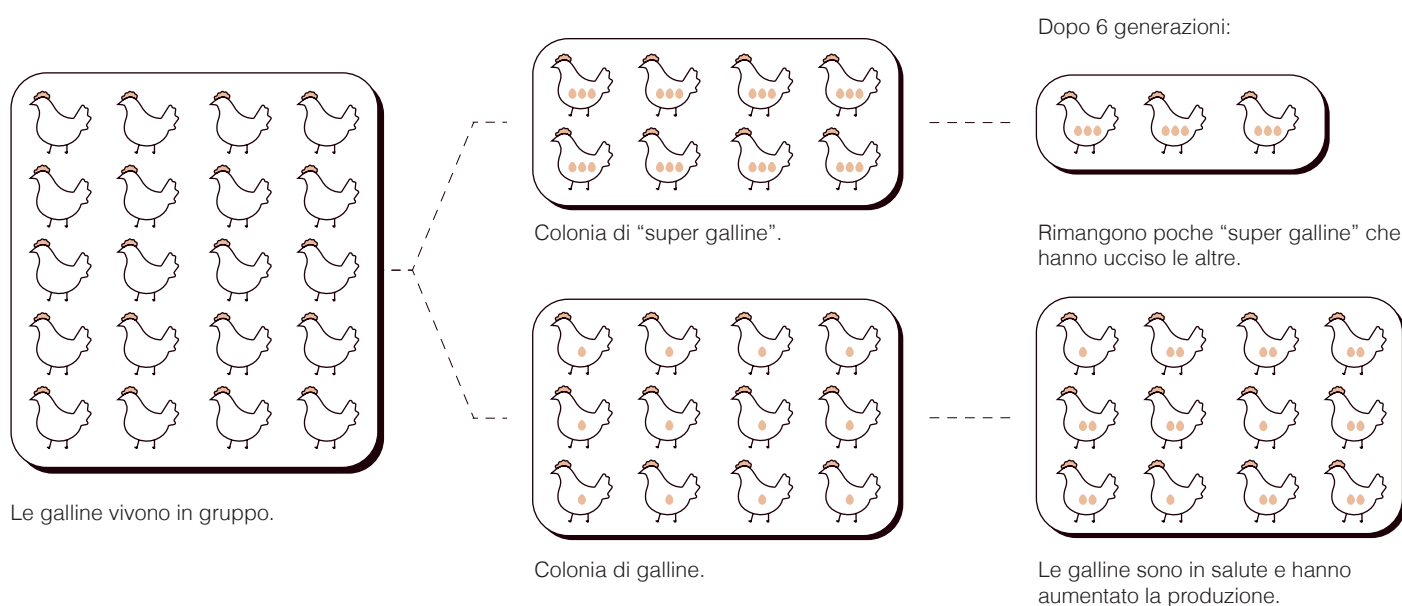 Le galline vivono in gruppo.
Colonia di “super galline”.
Colonia di galline.
Dopo 6 generazioni:
Rimangono poche “super galline” che
hanno ucciso le altre.
Le galline sono in salute e hanno
aumentato la produzione.